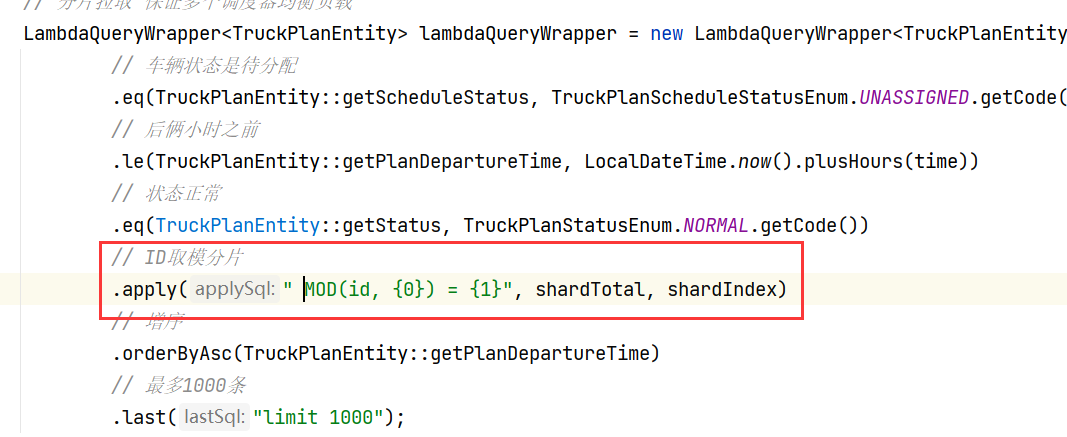 // 分片拉取 保证多个调度器均衡负载
LambdaQueryWrapper<TruckPlanEntity> lambdaQueryWrapper = new LambdaQueryWrapper<TruckPlanEntity
// 车辆状态是待分配
.eq(TruckPlanEntity::getScheduleStatus, TruckPlanScheduleStatusEnum.UNASSIGNED.getCode(
// 后俩小时之前
.le(TruckPlanEntity::getPlanDepartureTime, LocalDateTime.now().plusHours(time))
// 状态正常
.eq(TruckPlanEntity::getStatus, TruckPlanStatusEnum.NORMAL.getCode())
// ID取模分片
.apply( applySql: " MOD(id, {0}) = {1}", shardTotal, shardIndex)
// 增序
.orderByAsc(TruckPlanEntity::getPlanDepartureTime)
// 最多1000条
.last( lastSql: "limit 1000");